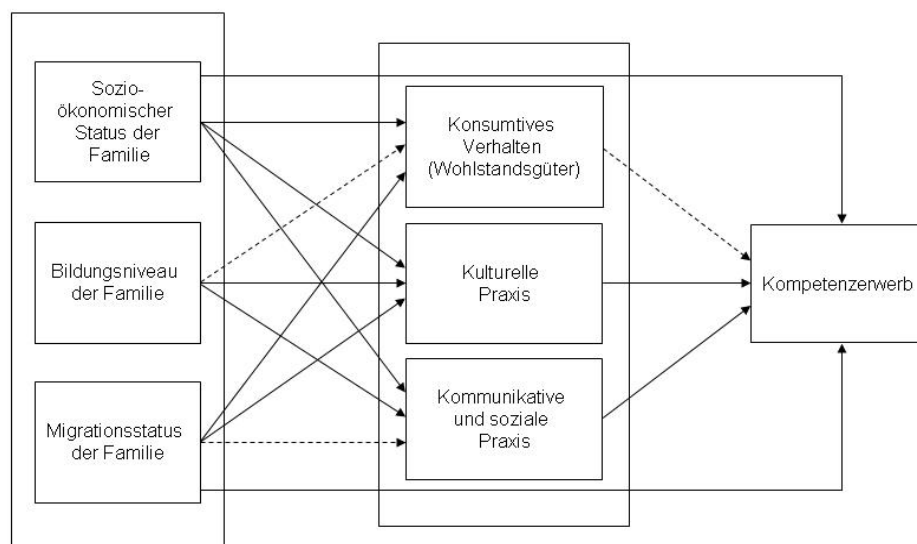 Sozio-
ökonomischer
Status der
Familie
Bildungsniveau
der Familie
Migrationsstatus
der Familie
Konsumtives
Verhalten
(Wohlstandsgüter)
Kulturelle
Praxis
Kommunikative
und soziale
Praxis
Kompetenzerwerb